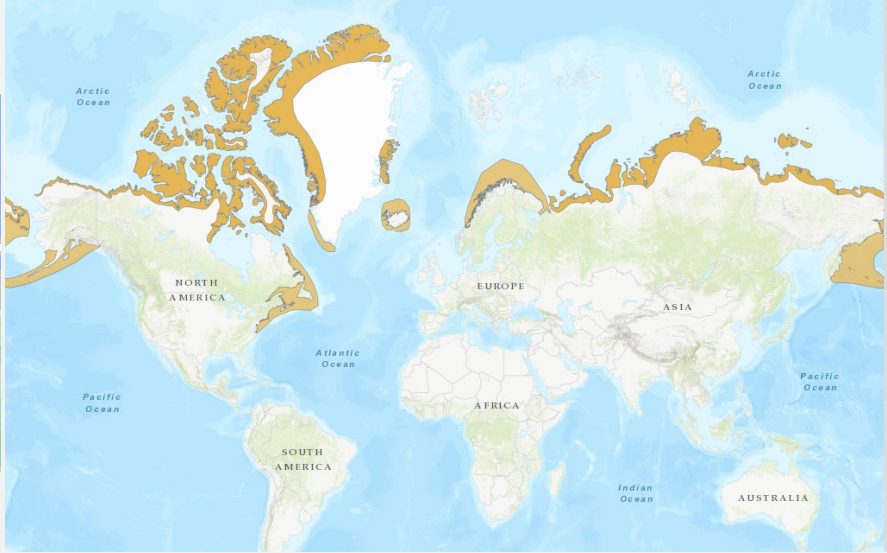 Arctic
Ocean
Arctic
Ocean
NORTH
AMERICA
EUROPE
ASIA
Atlantic
Ocean
Pacific
Ocean
Pacific
Ocean
AFRICA
SOUTH
AMERICA
Indian
Ocean
AUSTRALIA